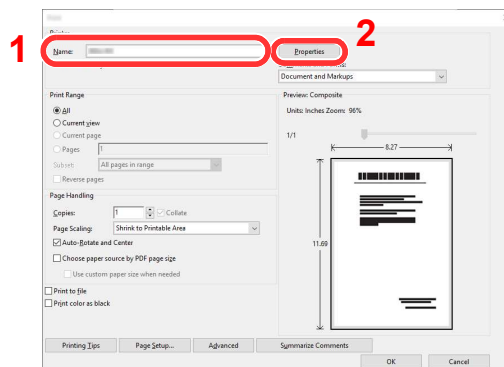 1
2
Name:
Properties
Document and Markups
Print Range
All
Current view
Current page
Pages 1
Subset: All pages in range
Reverse pages
Page Handling
Copies: 1 Collate
Page Scaling: Shrink to Printable Area
Auto-Rotate and Center
Choose paper source by PDF page size
Use custom paper size when needed
Print to file
Print color as black
Preview: Composite
Units: Inches Zoom: 96%
1/1
8.27
11.69
Printing Tips Page Setup... Advanced Summarize Comments
OK Cancel